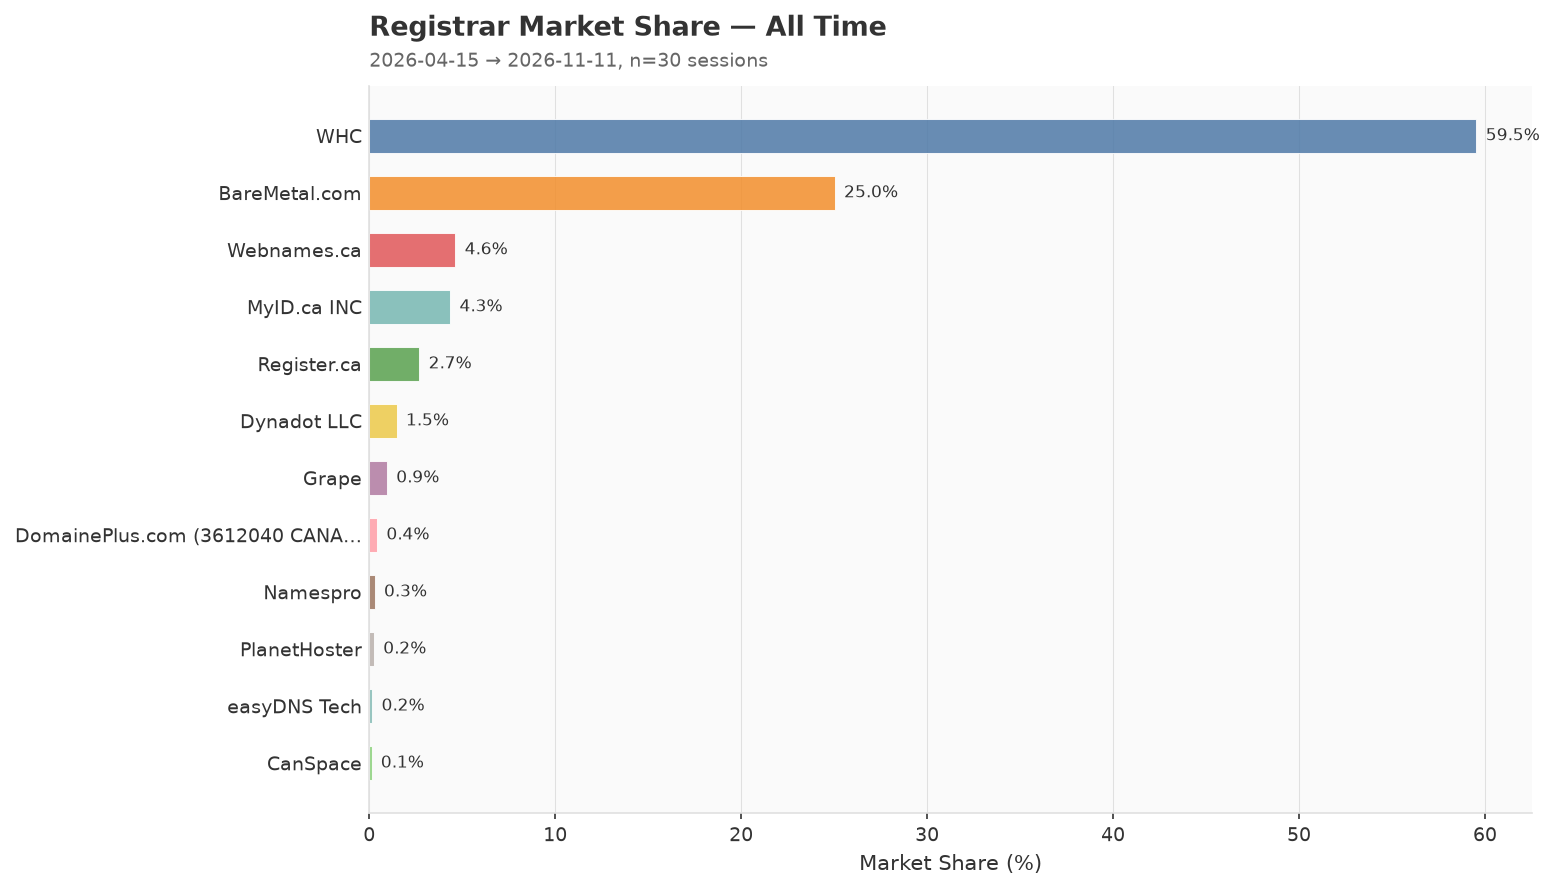 Registrar Market Share — All Time
2026-04-15 → 2026-11-11, n=30 sessions
WHC 59.5%
BareMetal.com 25.0%
Webnames.ca 4.6%
MyID.ca INC 4.3%
Register.ca 2.7%
Dynadot LLC 1.5%
Grape 0.9%
DomainePlus.com (3612040 CANA... 0.4%
Namespro 0.3%
PlanetHoster 0.2%
easyDNS Tech 0.2%
CanSpace 0.1%
0 10 20 30 40 50 60
Market Share (%)